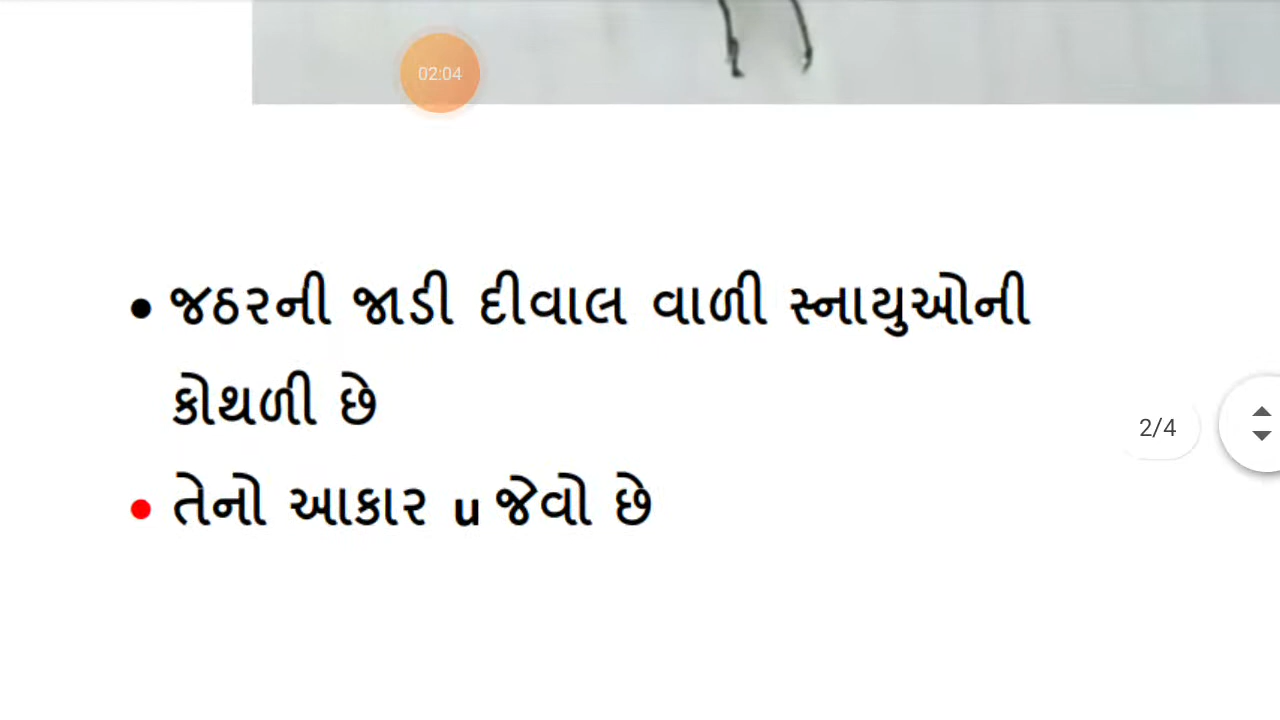 02:04
• જઠરની જાડી દીવાલ વાળી સ્નાયુઓની
કોથળી છે
2/4
• તેનો આકાર u જેવો છે